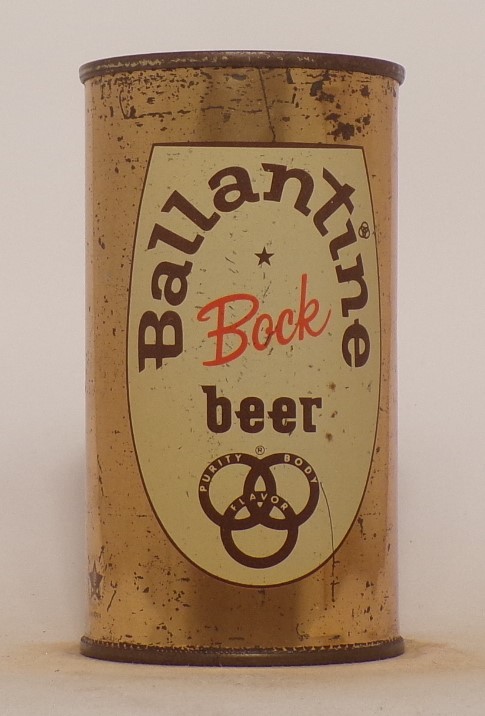 Ballantine
Bock
beer
®
PURITY BODY
FLAVOR